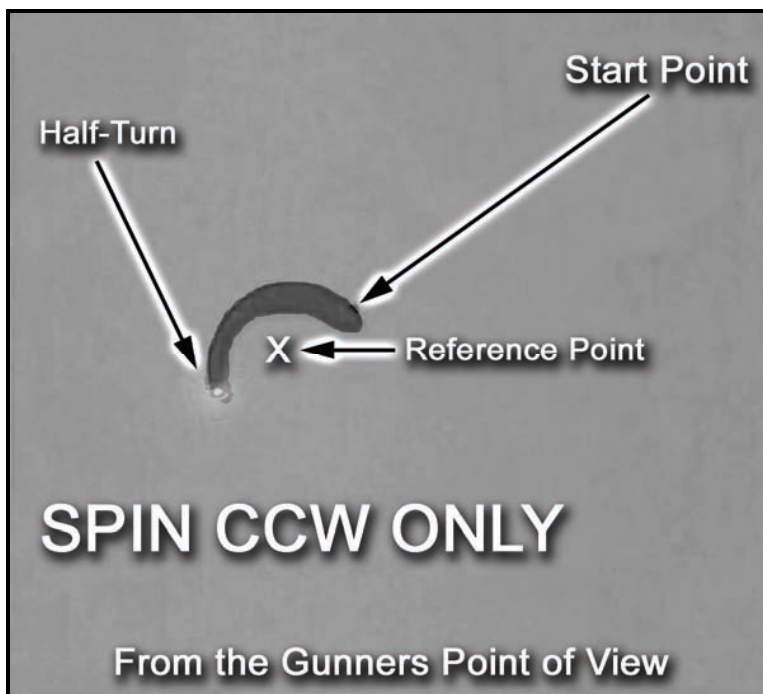 Start Point
Half-Turn
X
Reference Point
SPIN CCW ONLY
From the Gunners Point of View